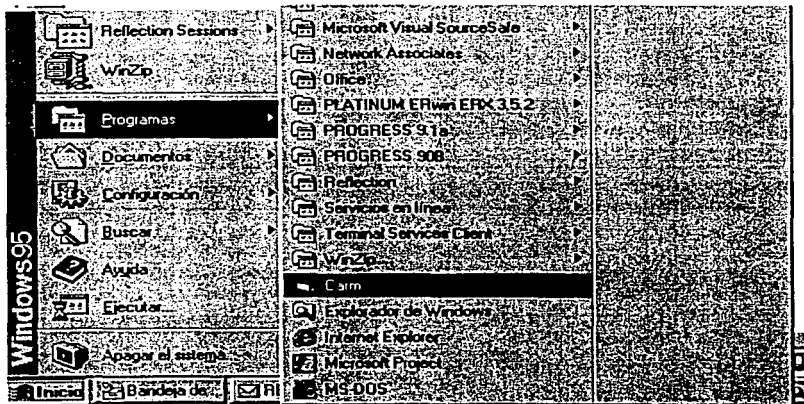 Reflection Sessions
WinZip
Programas
Documentos
Configuración
Buscar
Ayuda
Ejecutar...
Apagar el sistema...
Windows95
Microsoft Visual SourceSafe
Network Associates
Office
PLATINUM ERwin ERX 3.5.2
PROGRESS 9.1a
PROGRESS 90B
Reflection
Servicios en línea
Terminal Services Client
WinZip
Carm
Explorador de Windows
Internet Explorer
Microsoft Project
MS-DOS
Inicio
Bandeja de